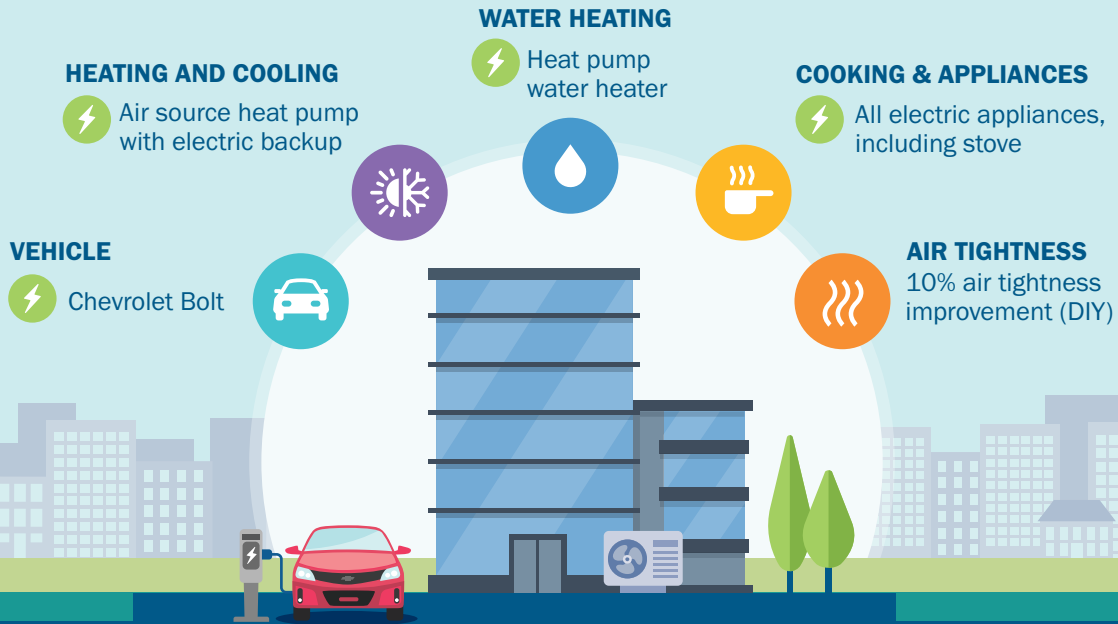 WATER HEATING
Heat pump
water heater
HEATING AND COOLING
Air source heat pump
with electric backup
COOKING & APPLIANCES
All electric appliances,
including stove
VEHICLE
Chevrolet Bolt
AIR TIGHTNESS
10% air tightness
improvement (DIY)